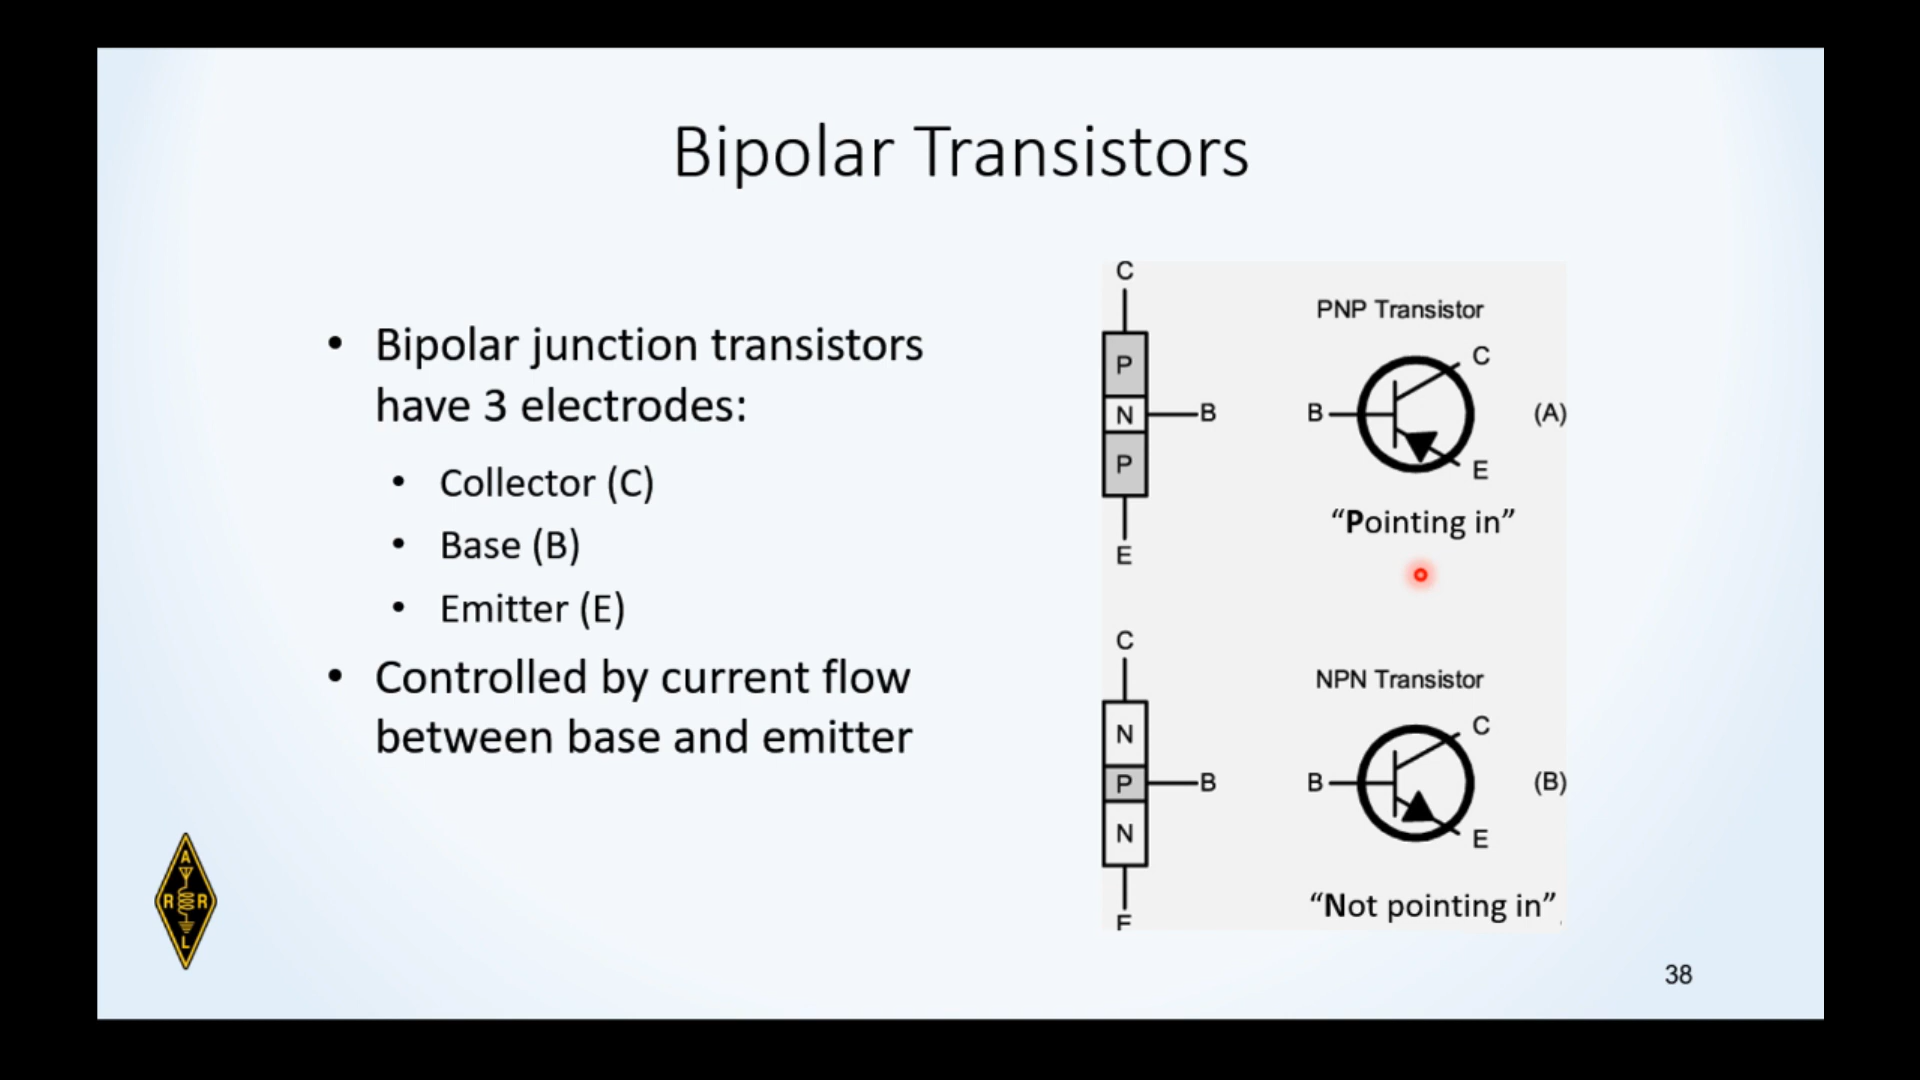 Bipolar Transistors
• Bipolar junction transistors
have 3 electrodes:
• Collector (C)
• Base (B)
• Emitter (E)
• Controlled by current flow
between base and emitter
C
P
N
B
P
E
PNP Transistor
C
B
(A)
E
“Pointing in”
C
N
P
B
N
E
NPN Transistor
C
B
(B)
E
“Not pointing in”
A
R R
L
38